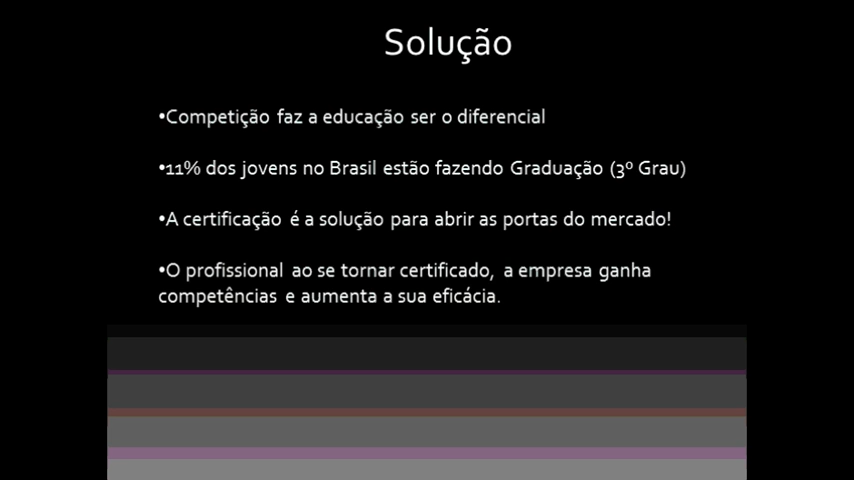 Solução
•Competição faz a educação ser o diferencial
•11% dos jovens no Brasil estão fazendo Graduação (3º Grau)
•A certificação é a solução para abrir as portas do mercado!
•O profissional ao se tornar certificado, a empresa ganha
competências e aumenta a sua eficácia.